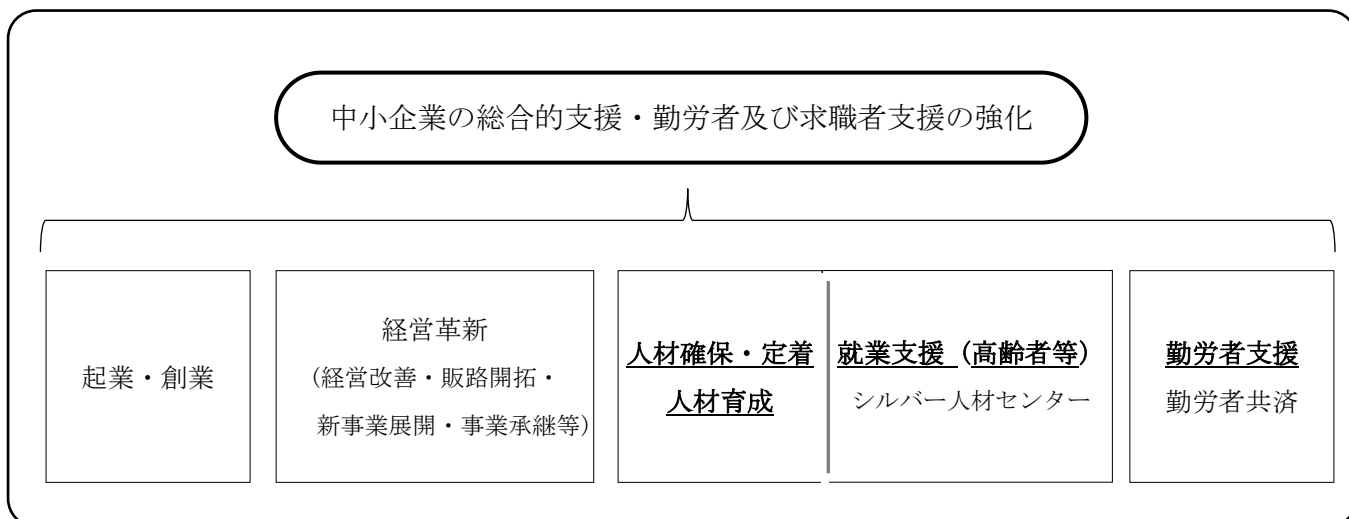 中小企業の総合的支援・勤労者及び求職者支援の強化
起業・創業
経営革新
(経営改善・販路開拓・
新事業展開・事業承継等)
人材確保・定着
人材育成
就業支援（高齢者等）
シルバー人材センター
勤労者支援
勤労者共済